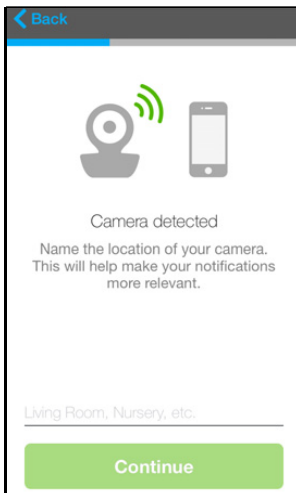 Back
Camera detected
Name the location of your camera.
This will help make your notifications
more relevant.
Living Room, Nursery, etc.
Continue